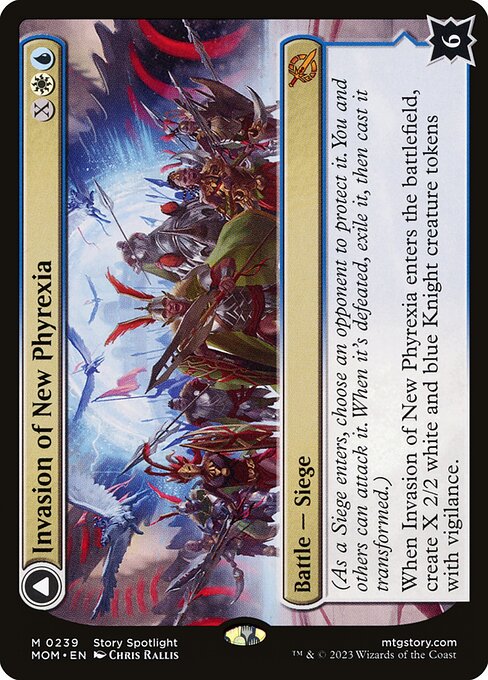 Invasion of New Phyrexia
X
Battle — Siege
(As a Siege enters, choose an opponent to protect it. You and
others can attack it. When it's defeated, exile it, then cast it
transformed.)
When Invasion of New Phyrexia enters the battlefield,
create X 2/2 white and blue Knight creature tokens
with vigilance.
6
M 0239 Story Spotlight
MOM • EN Chris Rallis
mtgstory.com
™ & © 2023 Wizards of the Coast